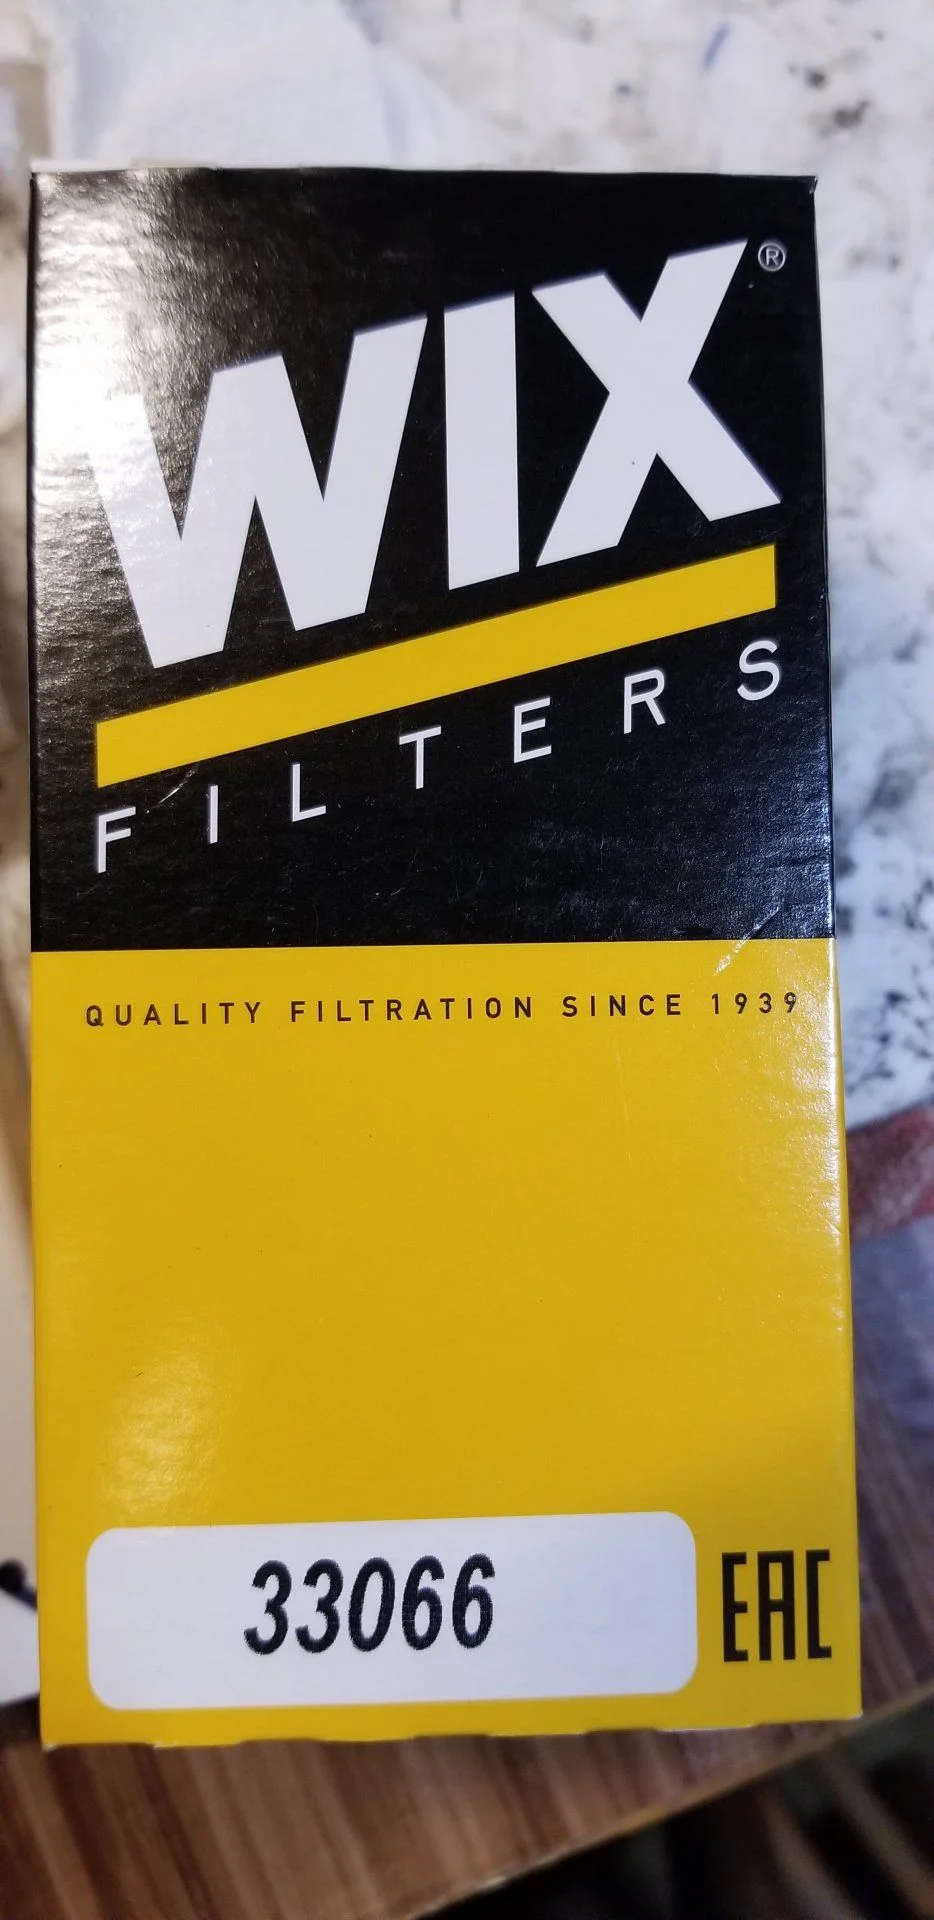 WIX®
FILTERS
QUALITY FILTRATION SINCE 1939
33066
EAC